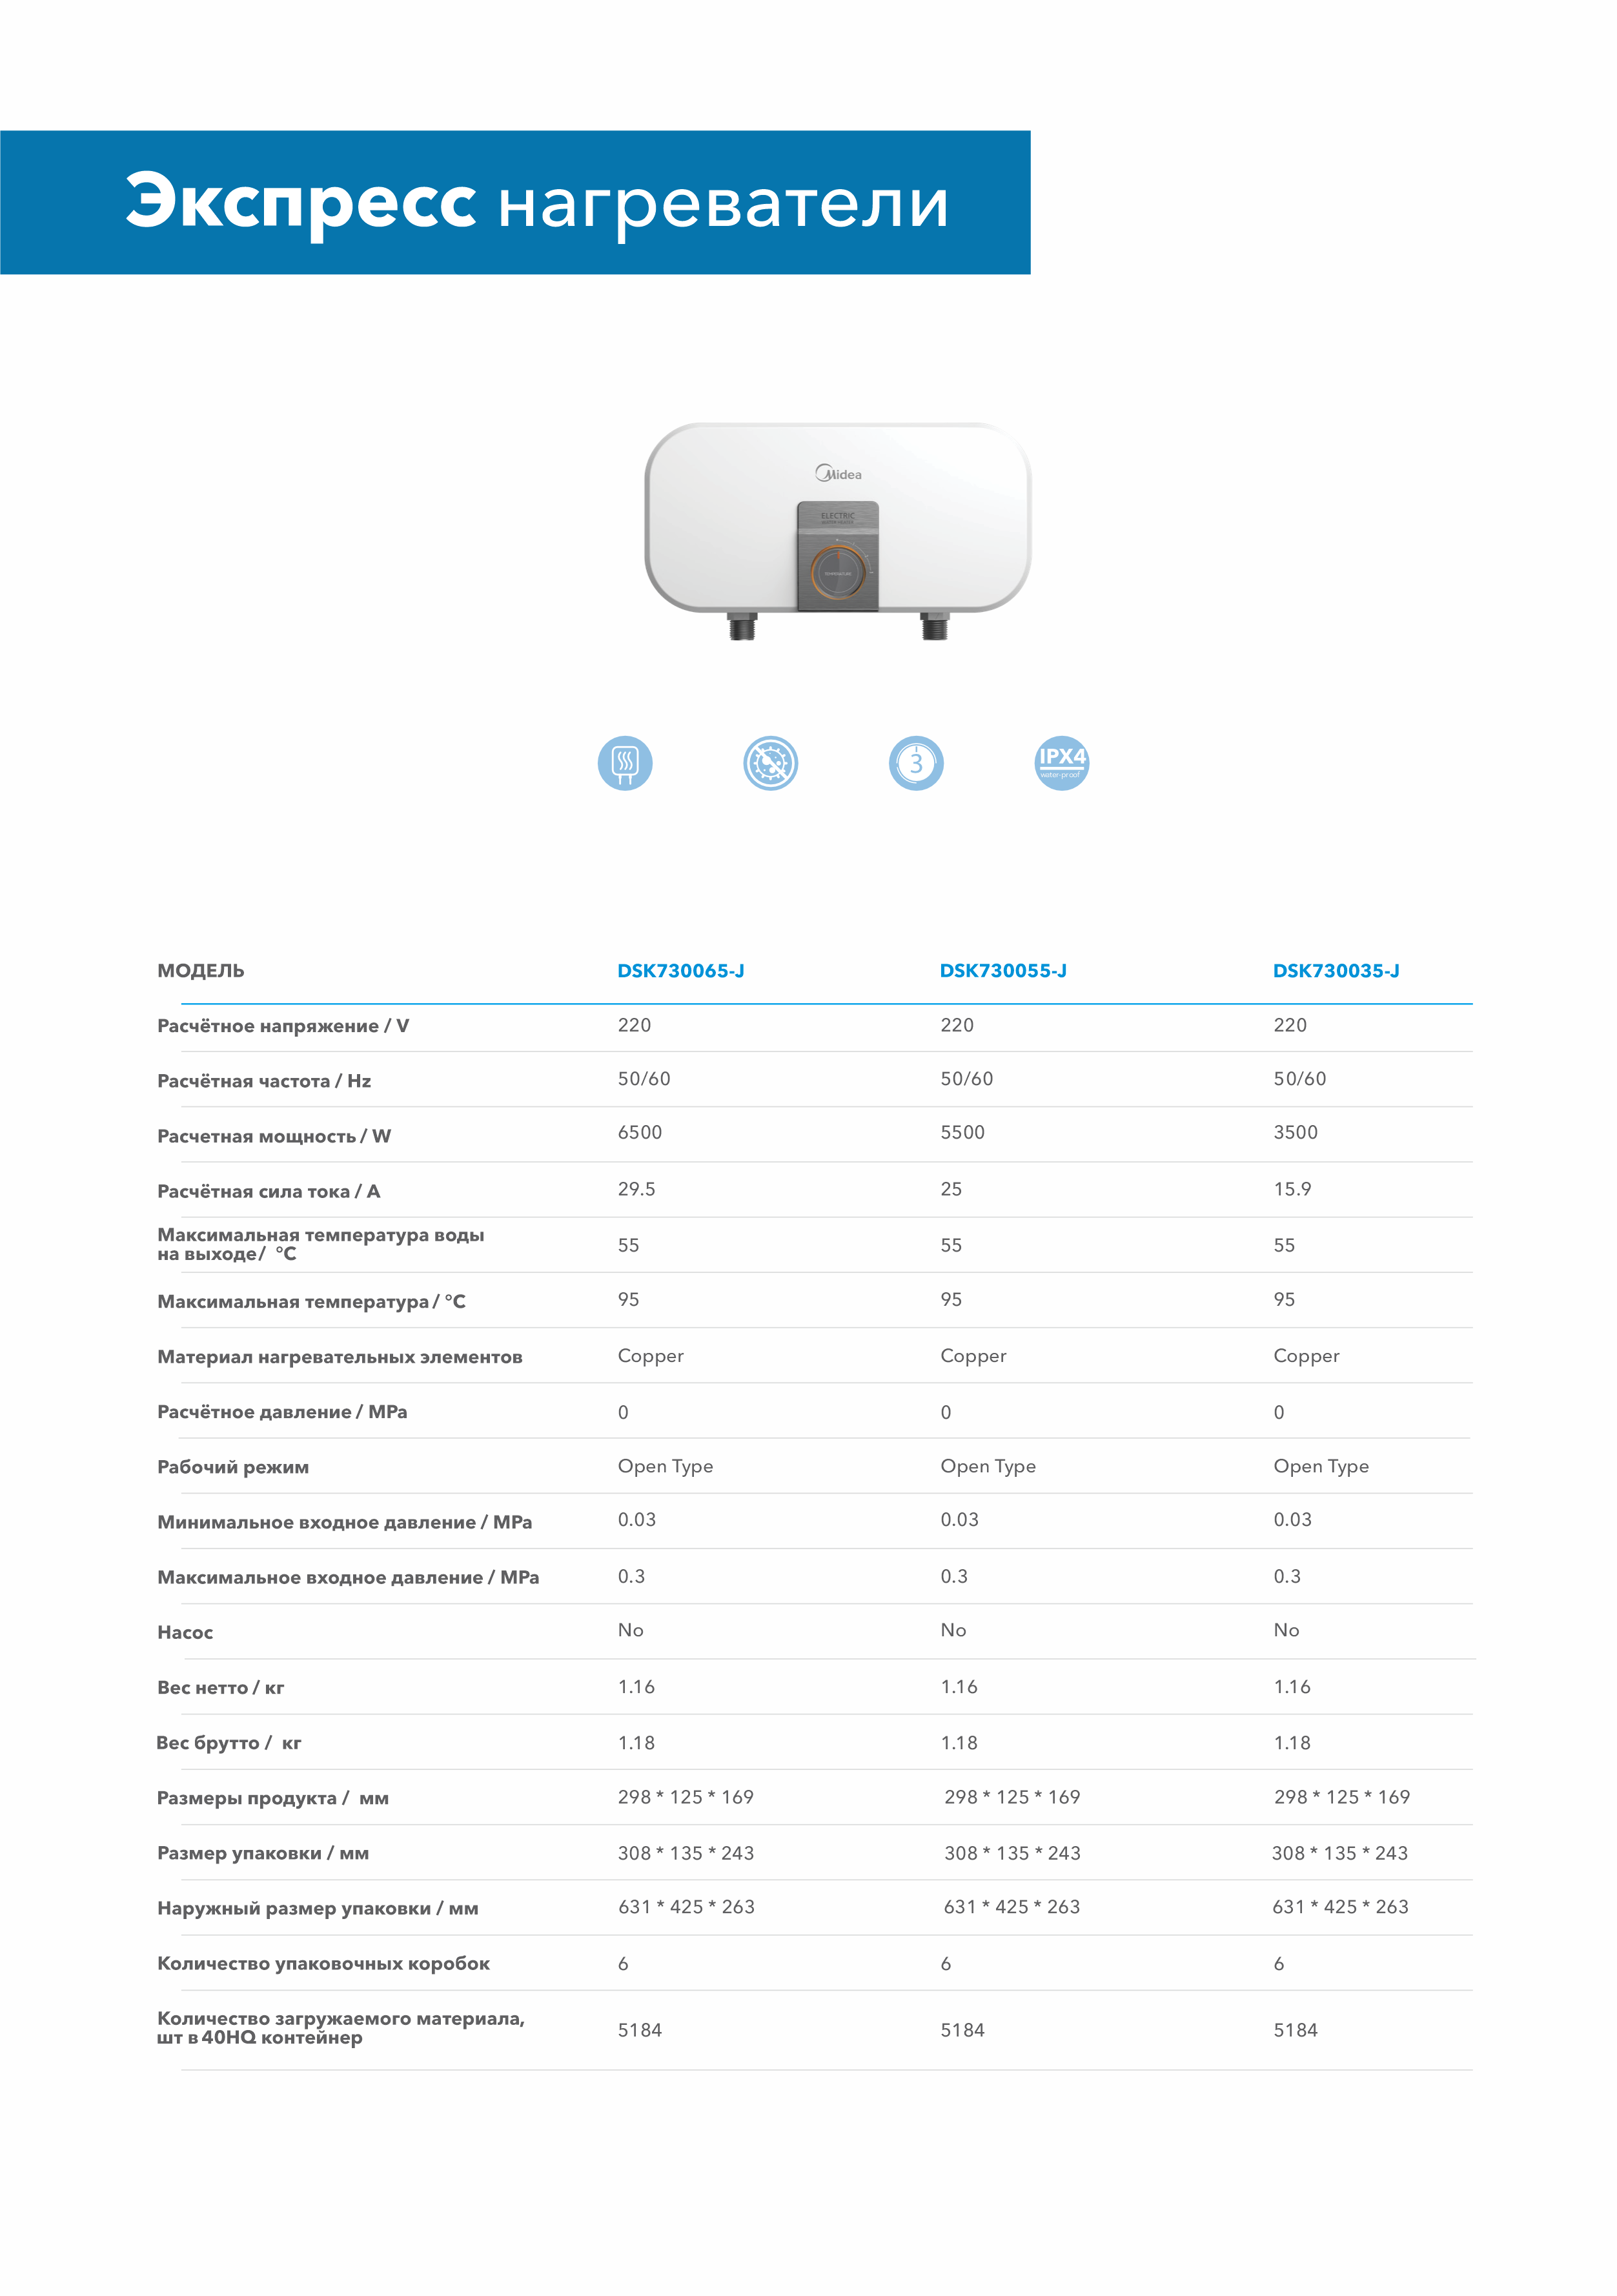 Экспресс нагреватели
Midea
ELECTRIC
WATER HEATER
TEMPERATURE
3
IPX4
water-proof
МОДЕЛЬ DSK730065-J DSK730055-J DSK730035-J
Расчётное напряжение / V 220 220 220
Расчётная частота / Hz 50/60 50/60 50/60
Расчетная мощность / W 6500 5500 3500
Расчётная сила тока / A 29.5 25 15.9
Максимальная температура воды
на выходе/ °C 55 55 55
Максимальная температура / °C 95 95 95
Материал нагревательных элементов Copper Copper Copper
Расчётное давление / MPa 0 0 0
Рабочий режим Open Type Open Type Open Type
Минимальное входное давление / MPa 0.03 0.03 0.03
Максимальное входное давление / MPa 0.3 0.3 0.3
Насос No No No
Вес нетто / кг 1.16 1.16 1.16
Вес брутто / кг 1.18 1.18 1.18
Размеры продукта / мм 298 * 125 * 169 298 * 125 * 169 298 * 125 * 169
Размер упаковки / мм 308 * 135 * 243 308 * 135 * 243 308 * 135 * 243
Наружный размер упаковки / мм 631 * 425 * 263 631 * 425 * 263 631 * 425 * 263
Количество упаковочных коробок 6 6 6
Количество загружаемого материала,
шт в 40HQ контейнер 5184 5184 5184